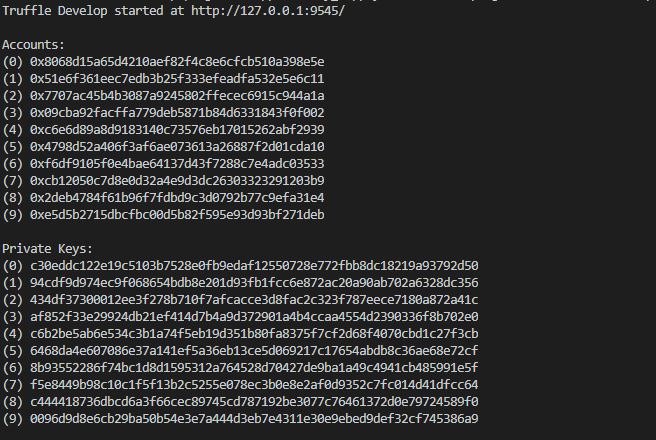 Truffle Develop started at http://127.0.0.1:9545/
Accounts:
(0) 0x8068d15a65d4210aef82f4c8e6cfcb510a398e5e
(1) 0x51e6f361eec7edb3b25f333efeadfa532e5e6c11
(2) 0x7707ac45b4b3087a9245802ffecec6915c944a1a
(3) 0x09cba92facffa779deb5871b84d6331843f0f002
(4) 0xc6e6d89a8d9183140c73576eb17015262abf2939
(5) 0x4798d52a406f3af6ae073613a26887f2d01cda10
(6) 0xf6df9105f0e4bae64137d43f7288c7e4adc03533
(7) 0xcb12050c7d8e0d32a4e9d3dc26303323291203b9
(8) 0x2deb4784f61b96f7fdbd9c3d0792b77c9efa31e4
(9) 0xe5d5b2715dbcfbc00d5b82f595e93d93bf271deb
Private Keys:
(0) c30eddc122e19c5103b7528e0fb9edaf12550728e772fbb8dc18219a93792d50
(1) 94cdf9d974ec9f068654bdb8e201d93fb1fcc6e872ac20a90ab702a6328dc356
(2) 434df37300012ee3f278b710f7afcacce3d8fac2c323f787eece7180a872a41c
(3) af852f33e29924db21ef414d7b4a9d372901a4b4ccaa4554d2390336f8b702e0
(4) c6b2be5ab6e534c3b1a74f5eb19d351b80fa8375f7cf2d68f4070cbd1c27f3cb
(5) 6468da4e607086e37a141ef5a36eb13ce5d069217c17654abdb8c36ae68e72cf
(6) 8b93552286f74bc1d8d1595312a764528d70427de9ba1a49c4941cb485991e5f
(7) f5e8449b98c10c1f5f13b2c5255e078ec3b0e8e2af0d9352c7fc014d41dfcc64
(8) c444418736dbcd6a3f66cec89745cd787192be3077c76461372d0e79724589f0
(9) 0096d9d8e6cb29ba50b54e3e7a444d3eb7e4311e30e9ebed9def32cf745386a9